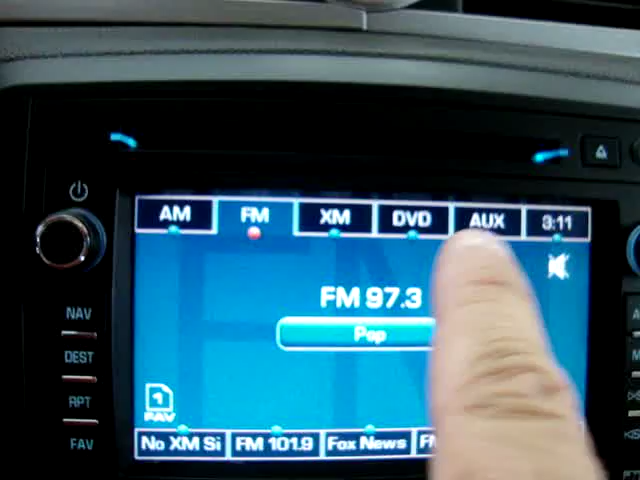 AM FM XM DVD AUX 3:11
FM 97.3
Pop
NAV
DEST
RPT
FAV
1
FAV
No XM Si FM 101.9 Fox News